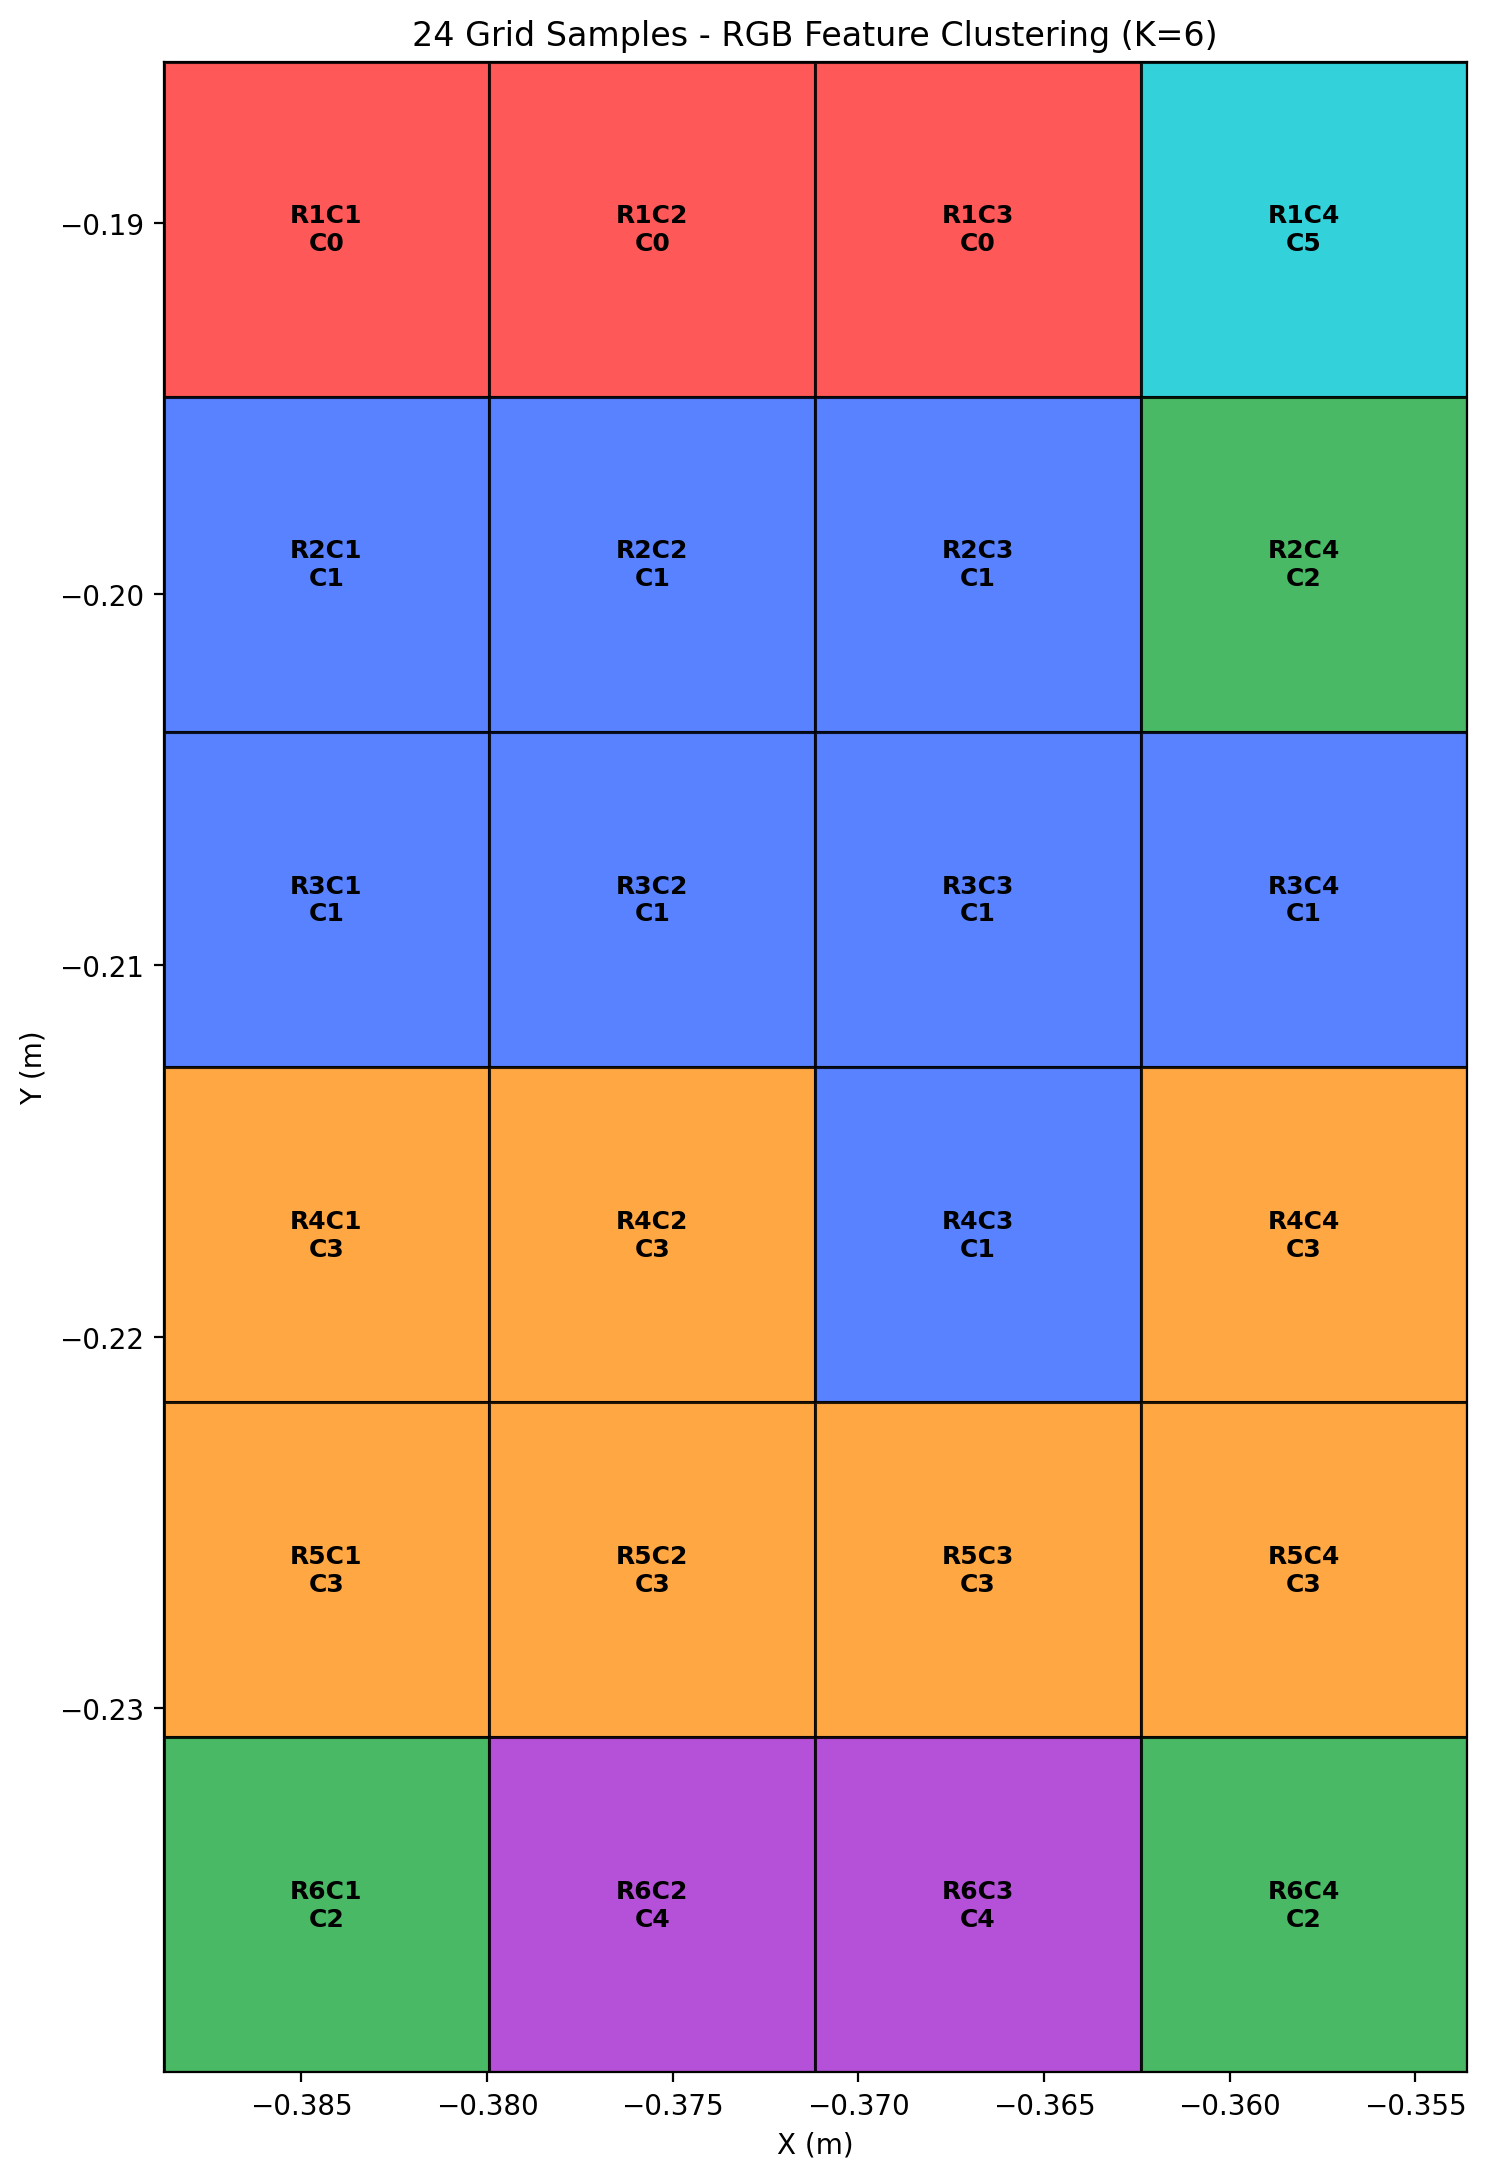 24 Grid Samples - RGB Feature Clustering (K=6)
R1C1
C0
R1C2
C0
R1C3
C0
R1C4
C5
−0.19
R2C1
C1
R2C2
C1
R2C3
C1
R2C4
C2
−0.20
R3C1
C1
R3C2
C1
R3C3
C1
R3C4
C1
−0.21
Y (m)
R4C1
C3
R4C2
C3
R4C3
C1
R4C4
C3
−0.22
R5C1
C3
R5C2
C3
R5C3
C3
R5C4
C3
−0.23
R6C1
C2
R6C2
C4
R6C3
C4
R6C4
C2
−0.385 −0.380 −0.375 −0.370 −0.365 −0.360 −0.355
X (m)